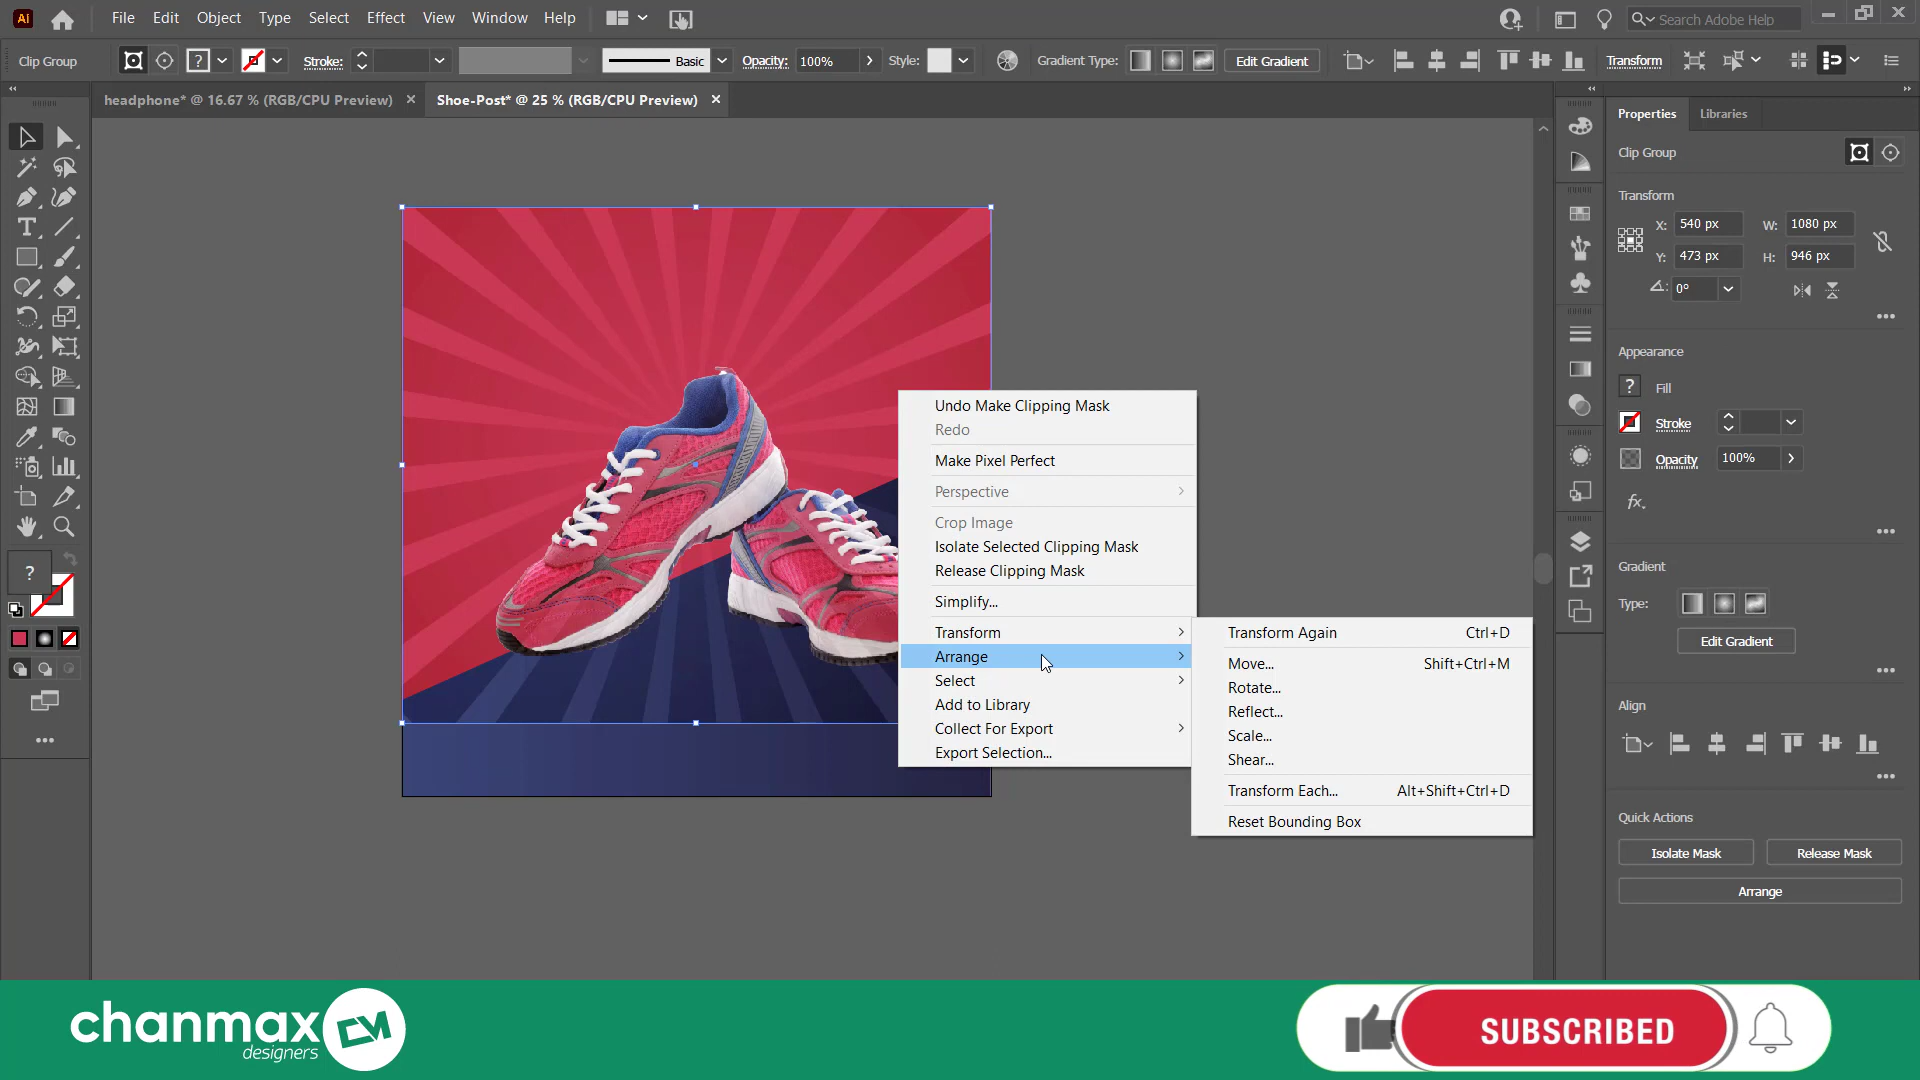 Ai File Edit Object Type Select Effect View Window Help Search Adobe Help
Clip Group ? Stroke: Basic Opacity: 100% Style: Gradient Type: Edit Gradient Transform
headphone* @ 16.67 % (RGB/CPU Preview) Shoe-Post* @ 25 % (RGB/CPU Preview)
Properties Libraries
Clip Group
Transform
X: 540 px W: 1080 px
Y: 473 px H: 946 px
0°
Appearance
? Fill
Stroke
Opacity 100%
fx.
Gradient
Type:
Edit Gradient
Align
Quick Actions
Isolate Mask Release Mask
Arrange
?
Undo Make Clipping Mask
Redo
Make Pixel Perfect
Perspective
Crop Image
Isolate Selected Clipping Mask
Release Clipping Mask
Simplify...
Transform
Arrange
Select
Add to Library
Collect For Export
Export Selection...
Transform Again Ctrl+D
Move... Shift+Ctrl+M
Rotate...
Reflect...
Scale...
Shear...
Transform Each... Alt+Shift+Ctrl+D
Reset Bounding Box
chanmax
designers
CM
SUBSCRIBED